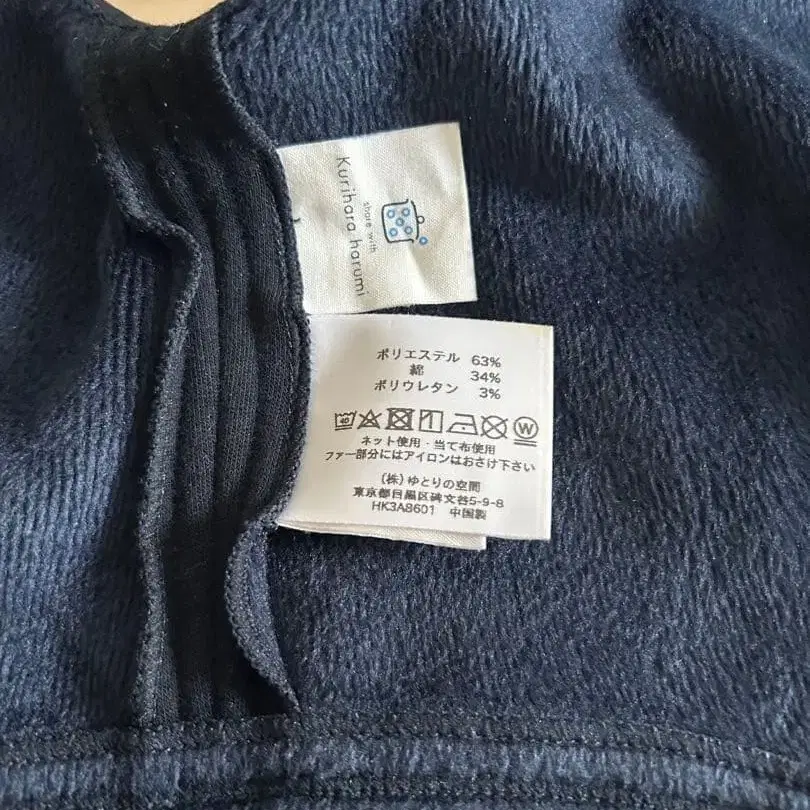 share with
Kurihara harumi
ポリエステル 63%
綿 34%
ポリウレタン 3%
40 W
ネット使用・当て布使用
ファー部分にはアイロンはおさけ下さい
(株)ゆとりの空間
東京都目黒区碑文谷5-9-8
HK3A8601 中国製